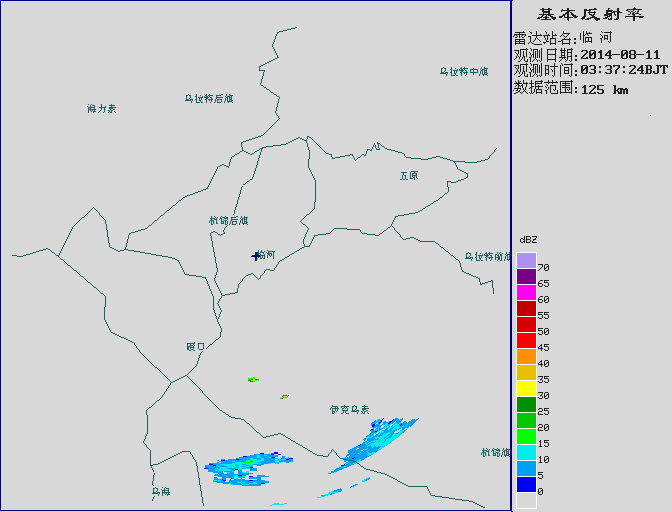 基本反射率
雷达站名:临 河
观测日期:2014-08-11
观测时间:03:37:24BJT
数据范围:125 km
乌拉特中旗
乌拉特后旗
海力素
五原
杭锦后旗
临河
乌拉特前旗
dBZ
70
65
60
55
50
45
40
35
30
25
20
15
10
5
0
磴口
伊克乌素
杭锦旗
乌海